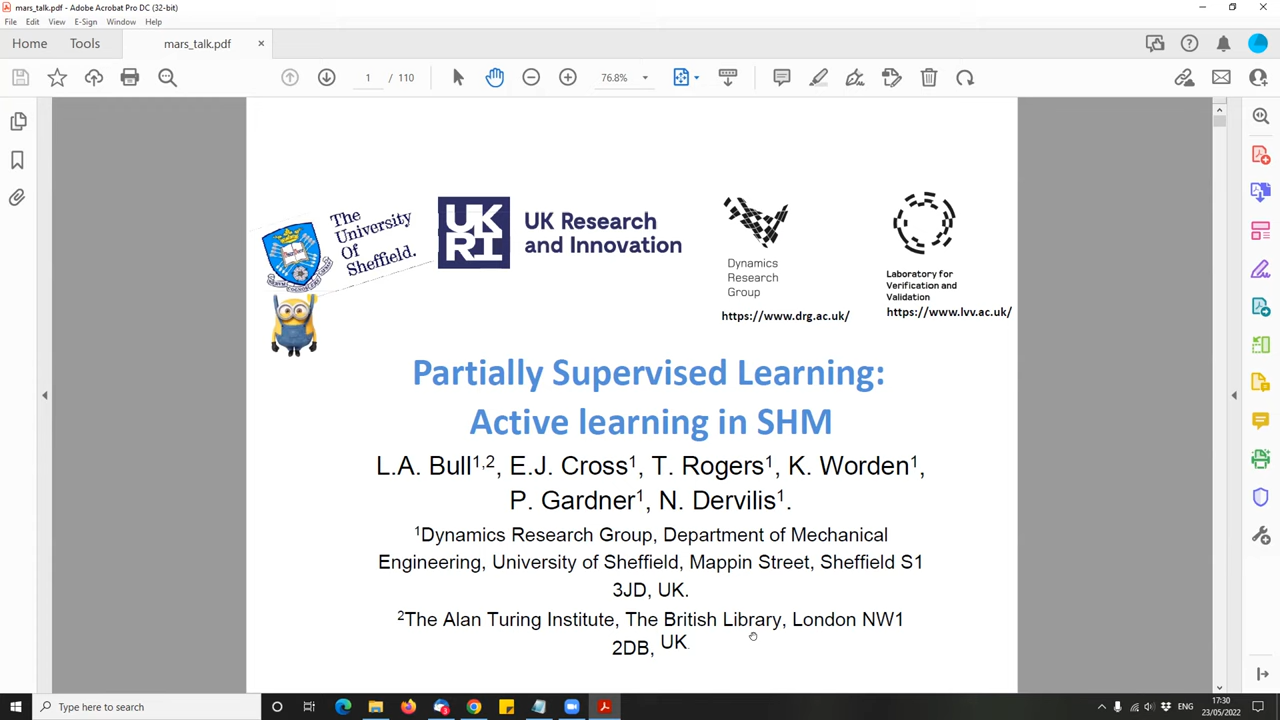 mars_talk.pdf - Adobe Acrobat Pro DC (32-bit)
File Edit View E-Sign Window Help
Home Tools mars_talk.pdf ×
1 / 110 76.8%
The
University
Of
Sheffield.
UK
RI
UK Research
and Innovation
Dynamics
Research
Group
https://www.drg.ac.uk/
Laboratory for
Verification and
Validation
https://www.lvv.ac.uk/
Partially Supervised Learning:
Active learning in SHM
L.A. Bull1,2, E.J. Cross1, T. Rogers1, K. Worden1,
P. Gardner1, N. Dervilis1.
1Dynamics Research Group, Department of Mechanical
Engineering, University of Sheffield, Mappin Street, Sheffield S1
3JD, UK.
2The Alan Turing Institute, The British Library, London NW1
2DB, UK.
Type here to search
ENG
17:30
23/05/2022